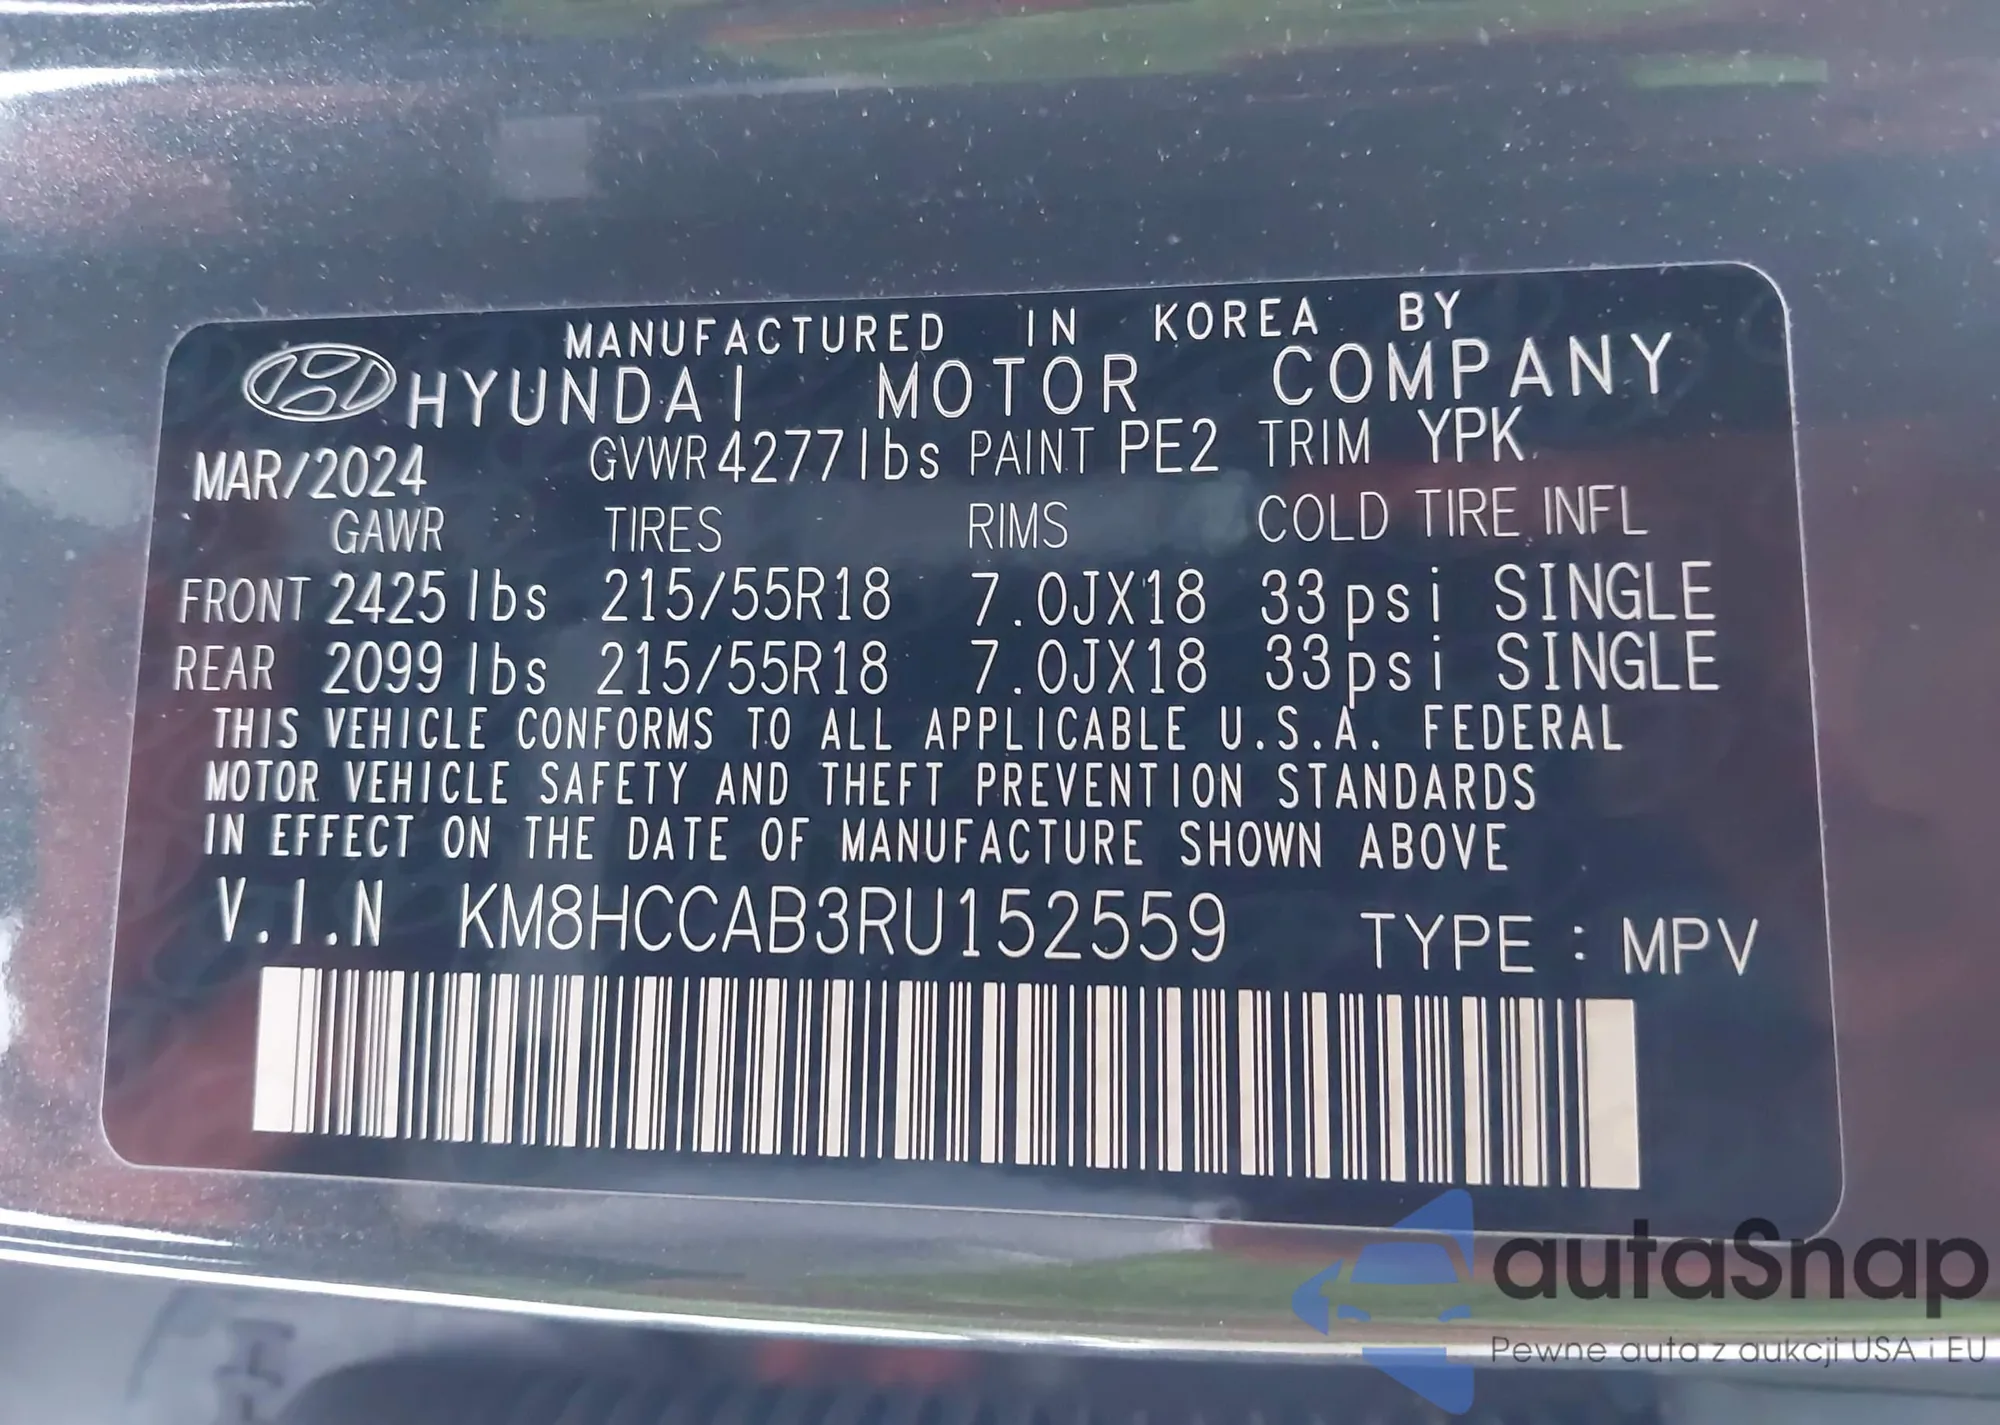 MANUFACTURED IN KOREA BY
HYUNDAI MOTOR COMPANY
MAR/2024 GVWR 4277lbs PAINT PE2 TRIM YPK
GAWR TIRES RIMS COLD TIRE INFL
FRONT 2425 lbs 215/55R18 7.0JX18 33psi SINGLE
REAR 2099 lbs 215/55R18 7.0JX18 33psi SINGLE
THIS VEHICLE CONFORMS TO ALL APPLICABLE U.S.A. FEDERAL
MOTOR VEHICLE SAFETY AND THEFT PREVENTION STANDARDS
IN EFFECT ON THE DATE OF MANUFACTURE SHOWN ABOVE
V.I.N KM8HCCAB3RU152559 TYPE : MPV
autaSnap
Pewne auta z aukcji USA i EU